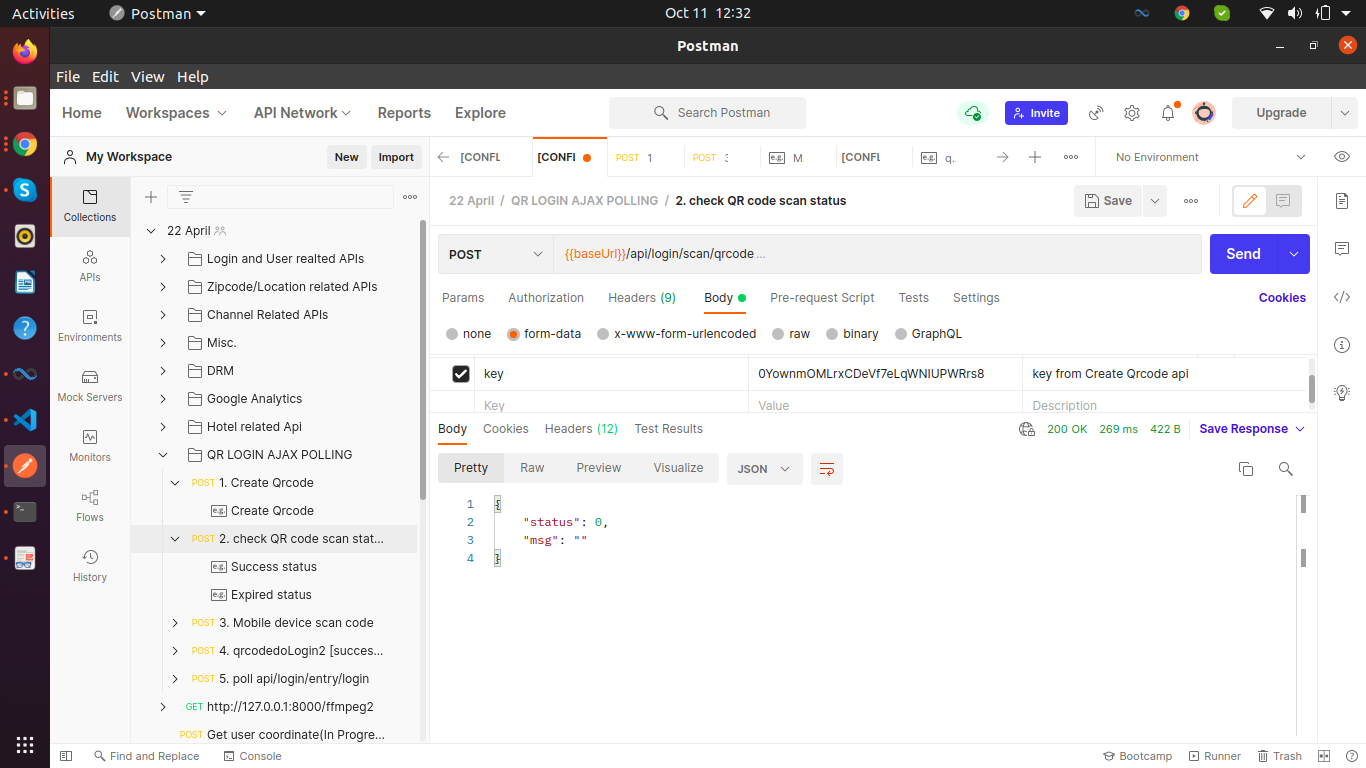 Activities
Postman
Oct 11 12:32
Postman
File Edit View Help
Home
Workspaces
API Network
Reports
Explore
Search Postman
Invite
Upgrade
My Workspace
New
Import
[CONFL
[CONFI
POST 1
POST 3
e.g. M
[CONFL
e.g. q.
No Environment
Collections
APIs
Environments
Mock Servers
Monitors
Flows
History
22 April
Login and User realted APIs
Zipcode/Location related APIs
Channel Related APIs
Misc.
DRM
Google Analytics
Hotel related Api
QR LOGIN AJAX POLLING
POST 1. Create Qrcode
e.g. Create Qrcode
POST 2. check QR code scan stat...
e.g. Success status
e.g. Expired status
POST 3. Mobile device scan code
POST 4. qrcodedoLogin2 [succes...
POST 5. poll api/login/entry/login
GET http://127.0.0.1:8000/ffmpeg2
POST Get user coordinate(In Progre...
22 April / QR LOGIN AJAX POLLING / 2. check QR code scan status
Save
POST
{{baseUrl}}/api/login/scan/qrcode ...
Send
Params Authorization Headers (9) Body Pre-request Script Tests Settings Cookies
none form-data x-www-form-urlencoded raw binary GraphQL
key 0YownmOMLrxCDeVf7eLqWNIUPWRrs8 key from Create Qrcode api
Key Value Description
Body Cookies Headers (12) Test Results
200 OK 269 ms 422 B Save Response
Pretty Raw Preview Visualize JSON
1 {
2 "status": 0,
3 "msg": ""
4 }
Find and Replace
Console
Bootcamp
Runner
Trash